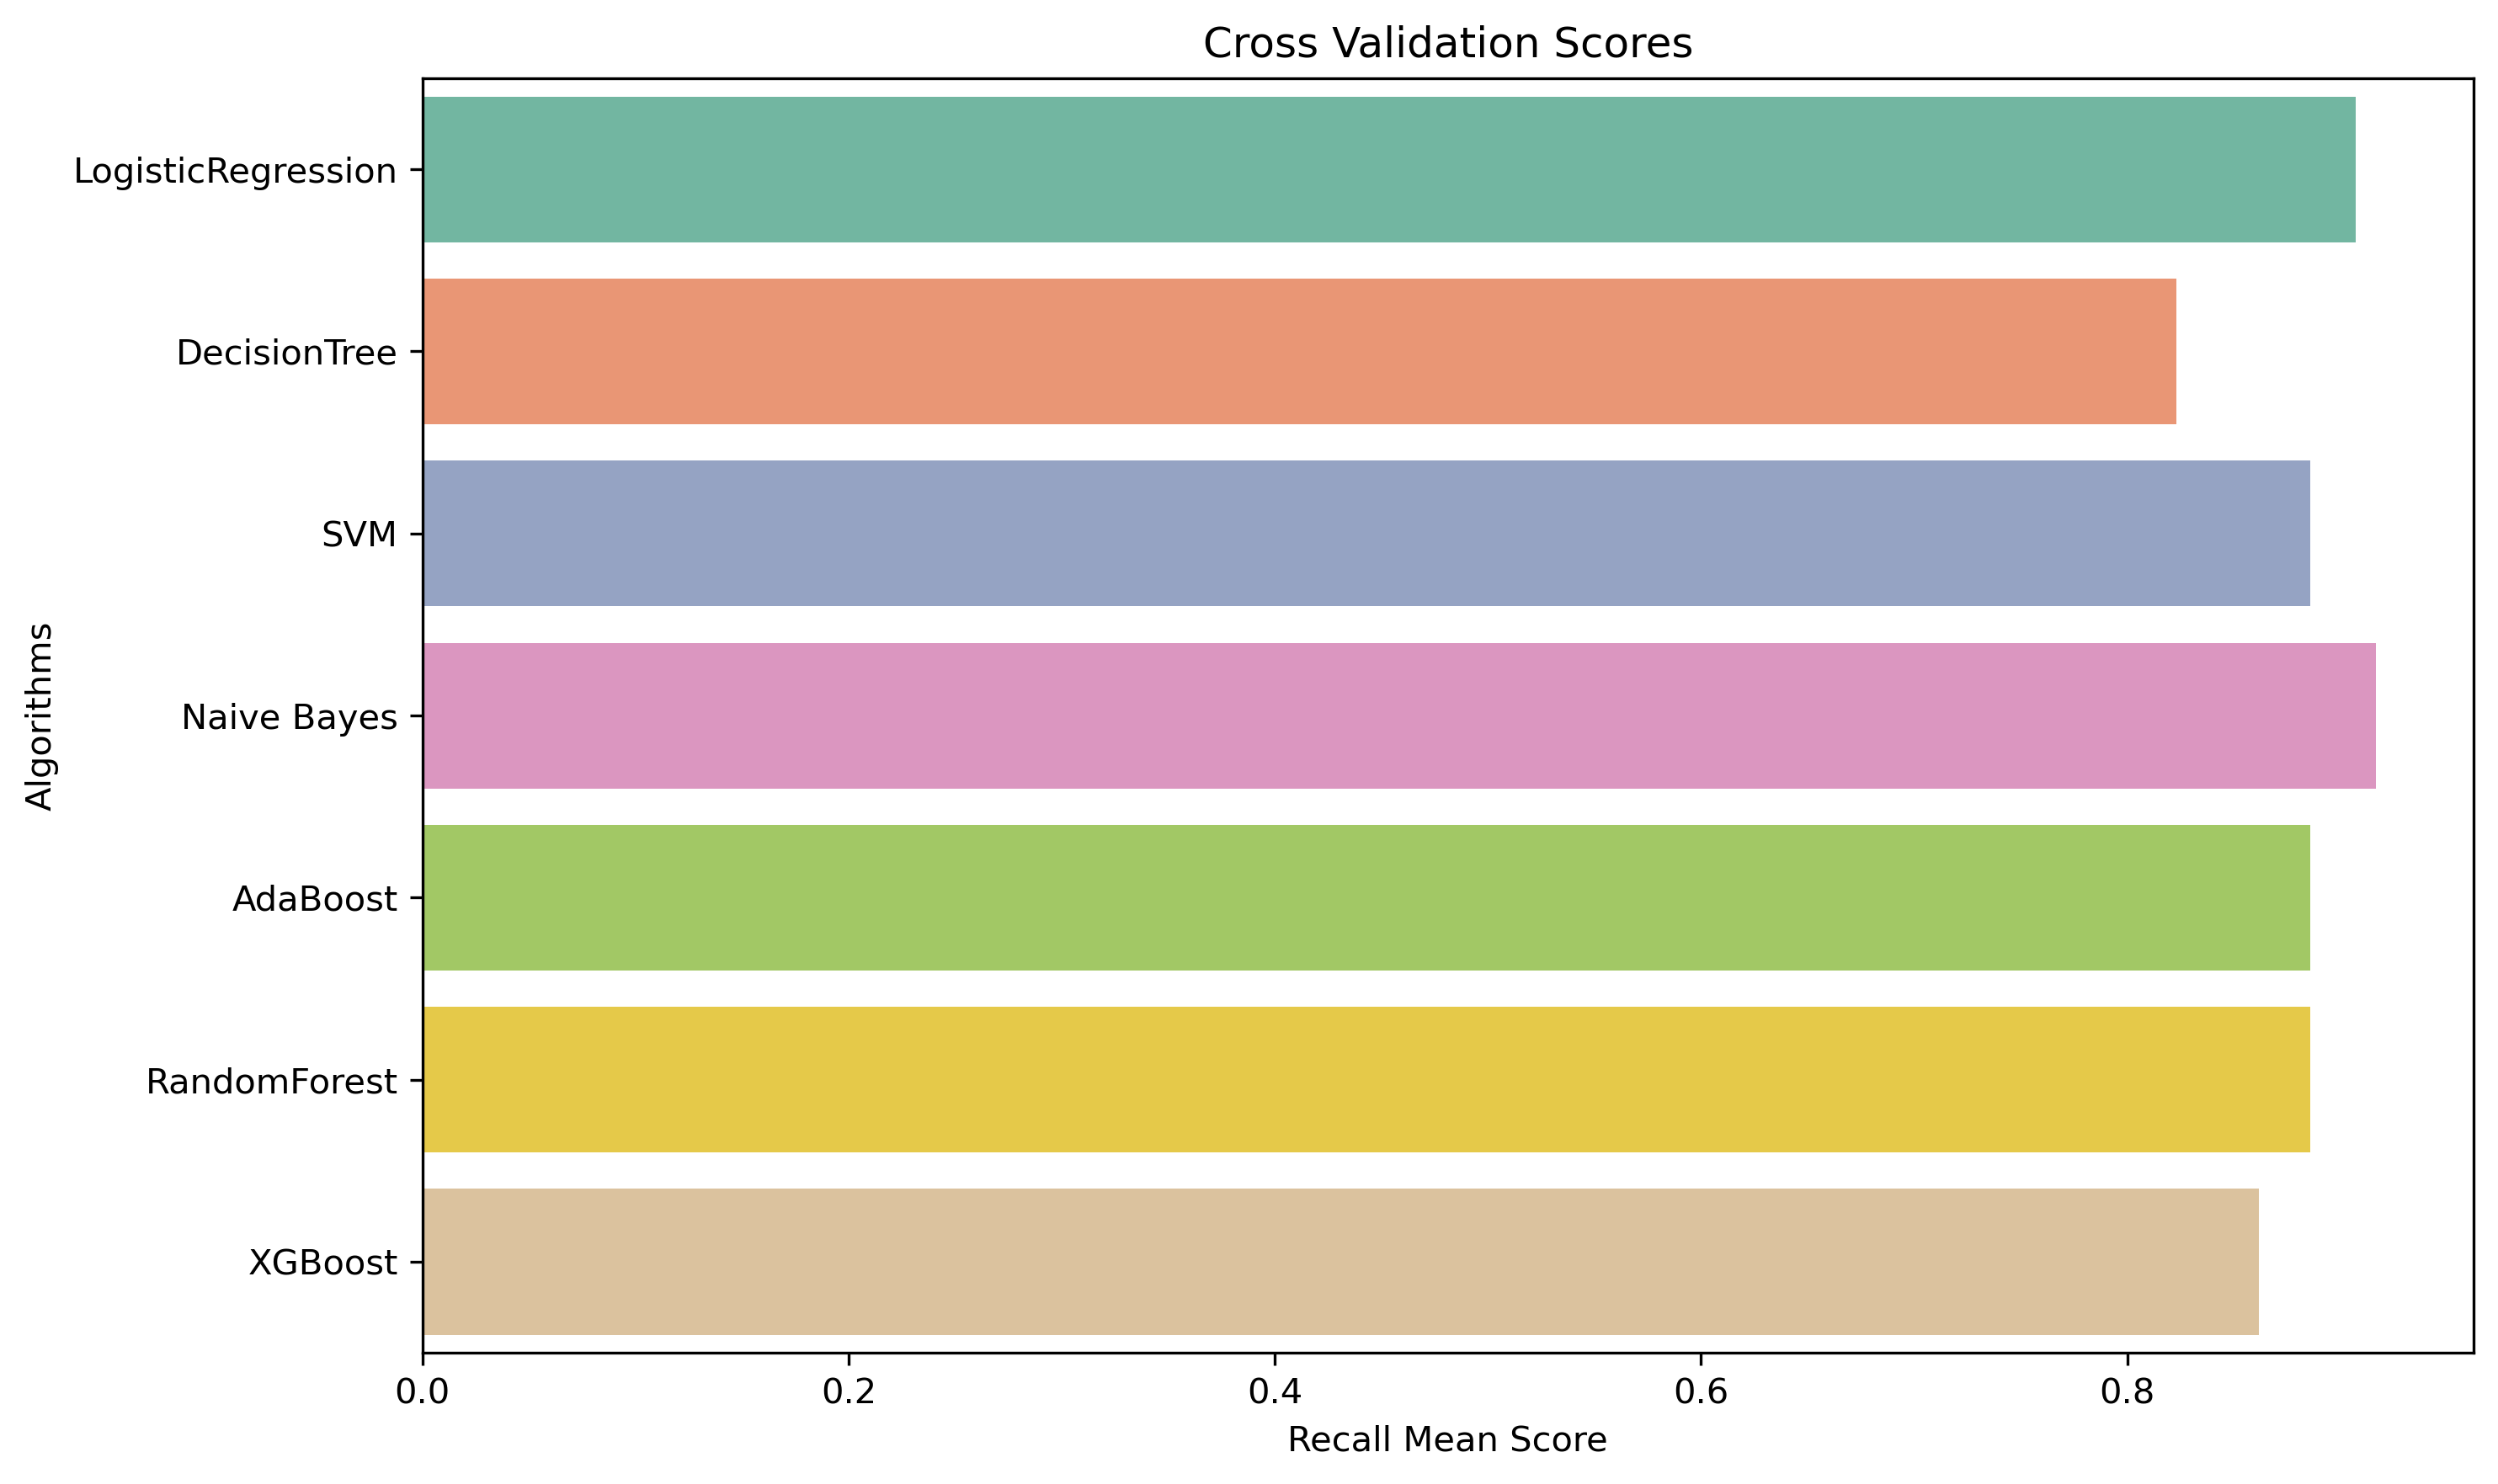 Cross Validation Scores
LogisticRegression
DecisionTree
SVM
Naive Bayes
AdaBoost
RandomForest
XGBoost
Algorithms
0.0 0.2 0.4 0.6 0.8
Recall Mean Score